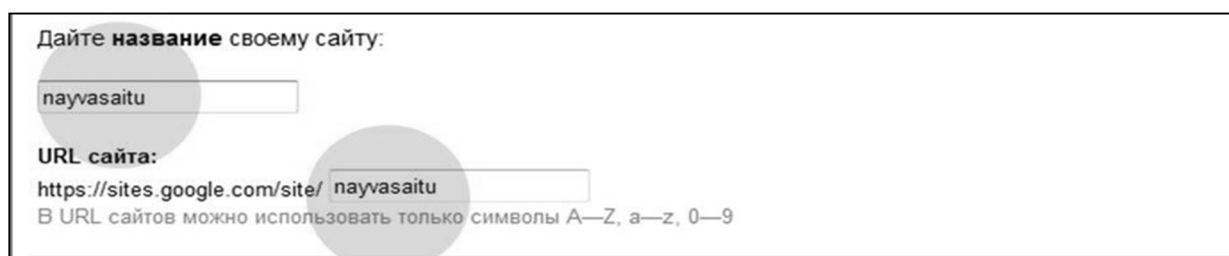 Дайте название своему сайту:
nayvasaitu
URL сайта:
https://sites.google.com/site/ nayvasaitu
В URL сайтов можно использовать только символы A—Z, a—z, 0—9